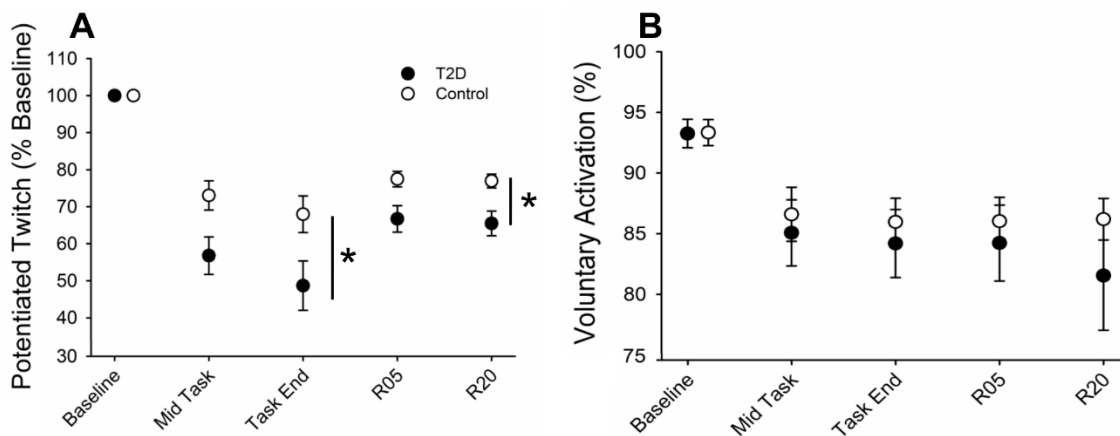 A
Potentiated Twitch (% Baseline)
110
100
90
80
70
60
50
40
30
T2D
Control
*
*
Baseline
Mid Task
Task End
R05
R20
B
Voluntary Activation (%)
100
95
90
85
80
75
Baseline
Mid Task
Task End
R05
R20